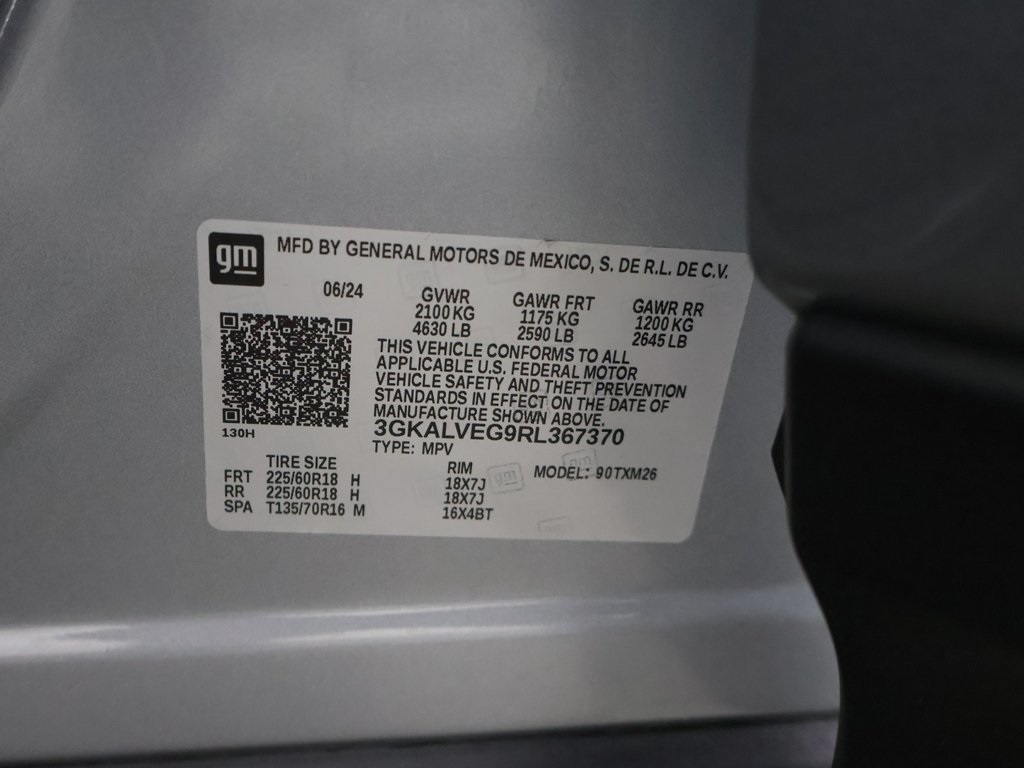 gm MFD BY GENERAL MOTORS DE MEXICO, S. DE R.L. DE C.V.
06/24 GVWR GAWR FRT GAWR RR
2100 KG 1175 KG 1200 KG
4630 LB 2590 LB 2645 LB
THIS VEHICLE CONFORMS TO ALL
APPLICABLE U.S. FEDERAL MOTOR
VEHICLE SAFETY AND THEFT PREVENTION
STANDARDS IN EFFECT ON THE DATE OF
MANUFACTURE SHOWN ABOVE.
130H 3GKALVEG9RL367370
TYPE: MPV
TIRE SIZE RIM MODEL: 90TXM26
FRT 225/60R18 H 18X7J
RR 225/60R18 H 18X7J
SPA T135/70R16 M 16X4BT